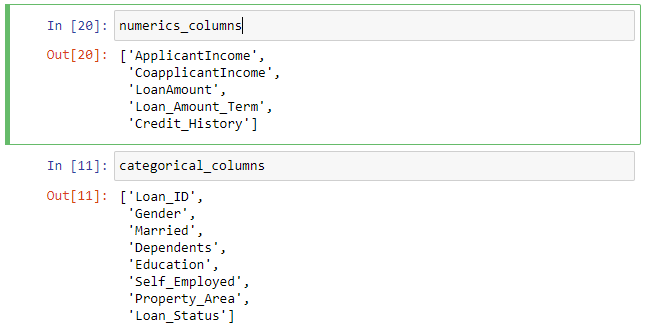 In [20]: numerics_columns
Out[20]: ['ApplicantIncome',
'CoapplicantIncome',
'LoanAmount',
'Loan_Amount_Term',
'Credit_History']
In [11]: categorical_columns
Out[11]: ['Loan_ID',
'Gender',
'Married',
'Dependents',
'Education',
'Self_Employed',
'Property_Area',
'Loan_Status']